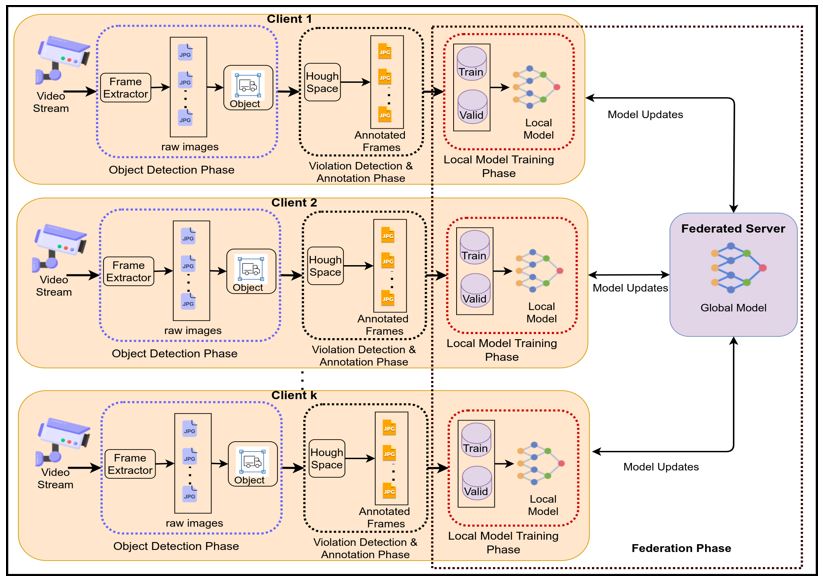 Client 1
Video
Stream
Frame
Extractor
JPG
JPG
JPG
raw images
Object
Object Detection Phase
Hough
Space
JPG
JPG
JPG
Annotated
Frames
Violation Detection &
Annotation Phase
Train
Valid
Local
Model
Local Model Training
Phase
Model Updates
Client 2
Video
Stream
Frame
Extractor
JPG
JPG
JPG
raw images
Object
Object Detection Phase
Hough
Space
JPG
JPG
JPG
Annotated
Frames
Violation Detection &
Annotation Phase
Train
Valid
Local
Model
Local Model Training
Phase
Model Updates
Federated Server
Global Model
Client k
Video
Stream
Frame
Extractor
JPG
JPG
JPG
raw images
Object
Object Detection Phase
Hough
Space
JPG
JPG
JPG
Annotated
Frames
Violation Detection &
Annotation Phase
Train
Valid
Local
Model
Local Model Training
Phase
Model Updates
Federation Phase